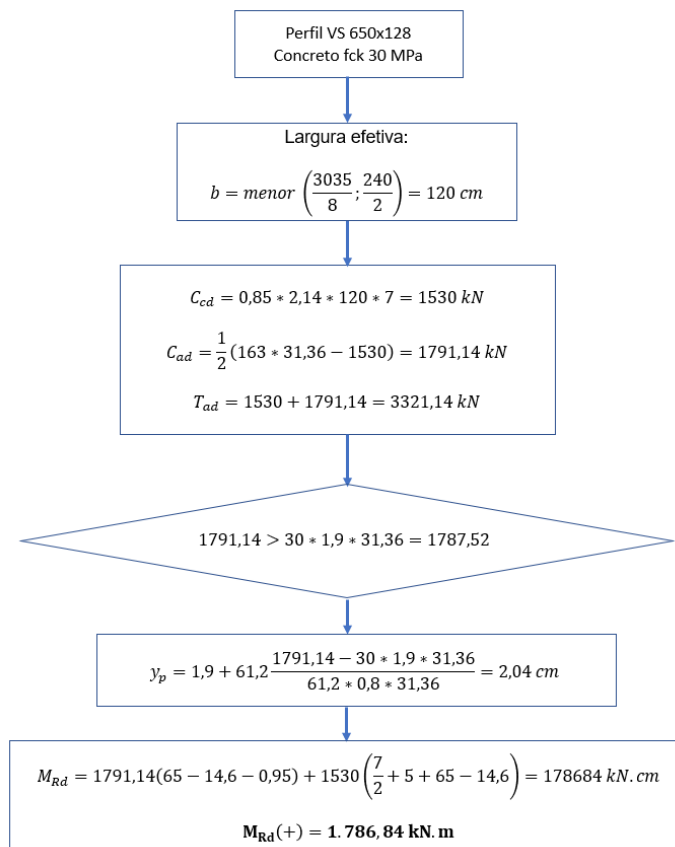 Perfil VS 650x128
Concreto fck 30 MPa
Largura efetiva:
b = menor (3035/8 ; 240/2) = 120 cm
C_cd = 0,85 * 2,14 * 120 * 7 = 1530 kN
C_ad = 1/2 (163 * 31,36 − 1530) = 1791,14 kN
T_ad = 1530 + 1791,14 = 3321,14 kN
1791,14 > 30 * 1,9 * 31,36 = 1787,52
y_p = 1,9 + 61,2 (1791,14 − 30 * 1,9 * 31,36)/(61,2 * 0,8 * 31,36) = 2,04 cm
M_Rd = 1791,14(65 − 14,6 − 0,95) + 1530 (7/2 + 5 + 65 − 14,6) = 178684 kN.cm
M_Rd(+) = 1.786,84 kN.m